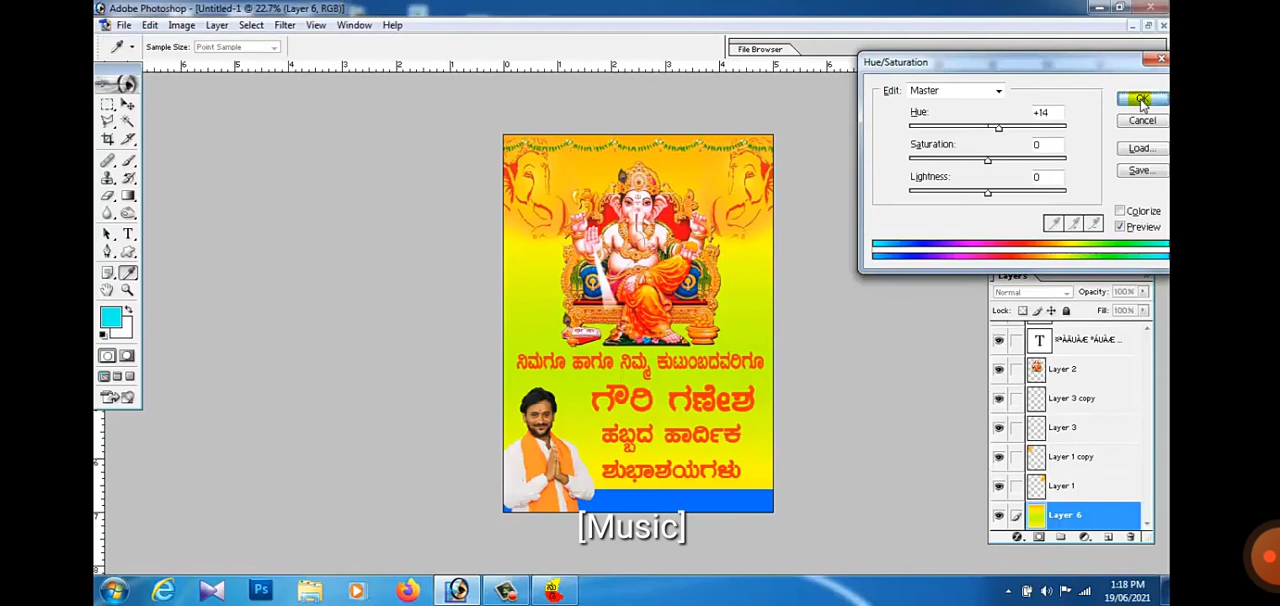 Adobe Photoshop - [Untitled-1 @ 22.7% (Layer 6, RGB)]
File Edit Image Layer Select Filter View Window Help
Sample Size: Point Sample
File Browser
Hue/Saturation
Edit: Master
Hue: +14
OK
Cancel
Saturation: 0
Load...
Lightness: 0
Save...
Colorize
Preview
ನಿಮಗೂ ಹಾಗೂ ನಿಮ್ಮ ಕುಟುಂಬದವರಿಗೂ
ಗೌರಿ ಗಣೇಶ
ಹಬ್ಬದ ಹಾರ್ದಿಕ
ಶುಭಾಶಯಗಳು
[Music]
Layers
Normal Opacity: 100%
Lock: Fill: 100%
Layer 2
Layer 3 copy
Layer 3
Layer 1 copy
Layer 1
Layer 6
1:18 PM
19/06/2021